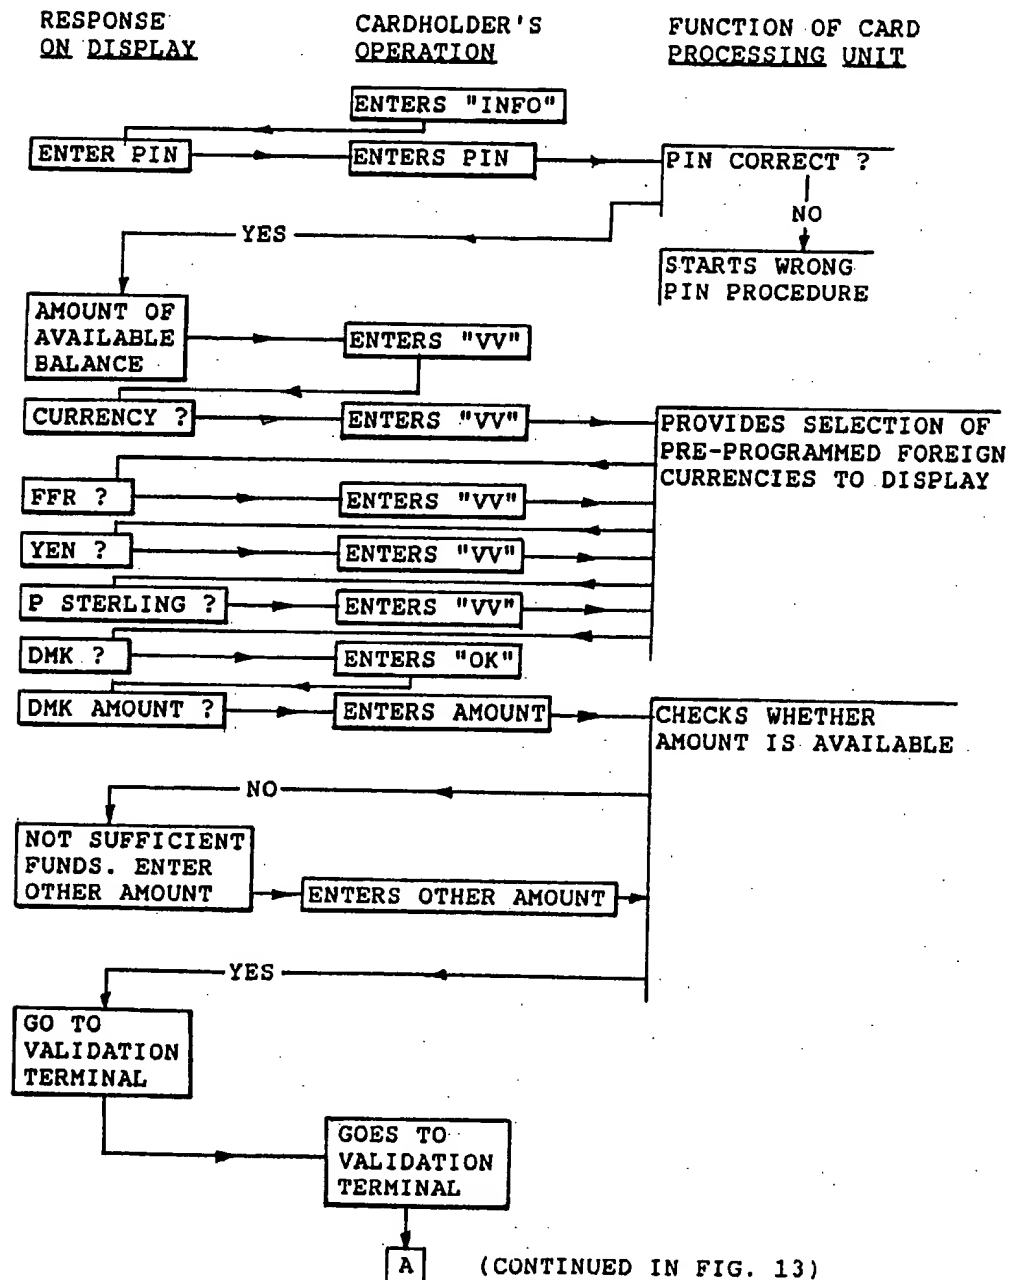 RESPONSE
ON DISPLAY
CARDHOLDER'S
OPERATION
FUNCTION OF CARD
PROCESSING UNIT
ENTERS "INFO"
ENTER PIN
ENTERS PIN
PIN CORRECT ?
NO
YES
STARTS WRONG
PIN PROCEDURE
AMOUNT OF
AVAILABLE
BALANCE
ENTERS "VV"
CURRENCY ?
ENTERS "VV"
PROVIDES SELECTION OF
PRE-PROGRAMMED FOREIGN
CURRENCIES TO DISPLAY
FFR ?
ENTERS "VV"
YEN ?
ENTERS "VV"
P STERLING ?
ENTERS "VV"
DMK ?
ENTERS "OK"
DMK AMOUNT ?
ENTERS AMOUNT
CHECKS WHETHER
AMOUNT IS AVAILABLE
NO
NOT SUFFICIENT
FUNDS. ENTER
OTHER AMOUNT
ENTERS OTHER AMOUNT
YES
GO TO
VALIDATION
TERMINAL
GOES TO
VALIDATION
TERMINAL
A
(CONTINUED IN FIG. 13)